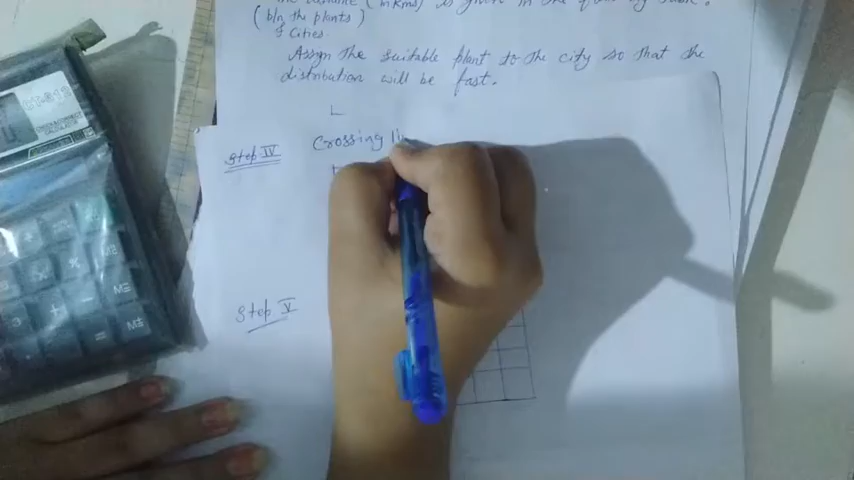 (b/n the plants)
& cities
Assign the suitable plant to the city so that the
distribution will be fast.
Step IV Crossing li
Step V